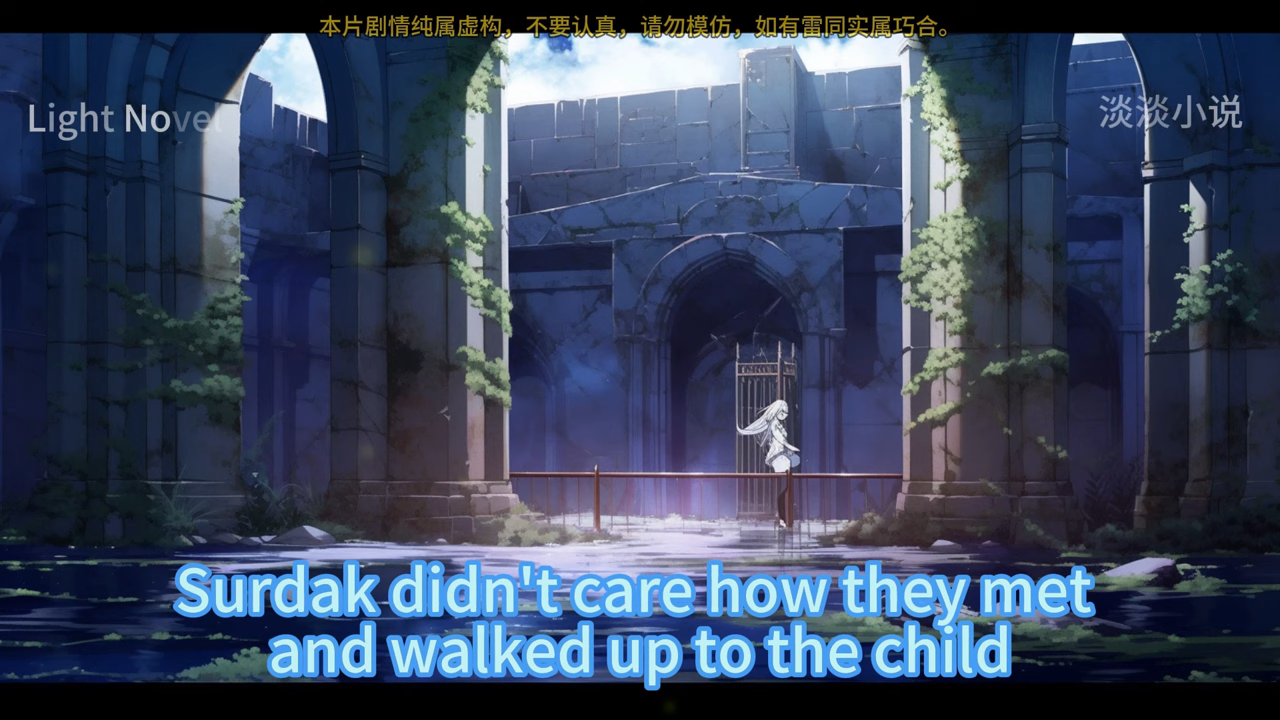 本片剧情纯属虚构，不要认真，请勿模仿，如有雷同实属巧合。
Light Novel
淡淡小说
Surdak didn't care how they met
and walked up to the child